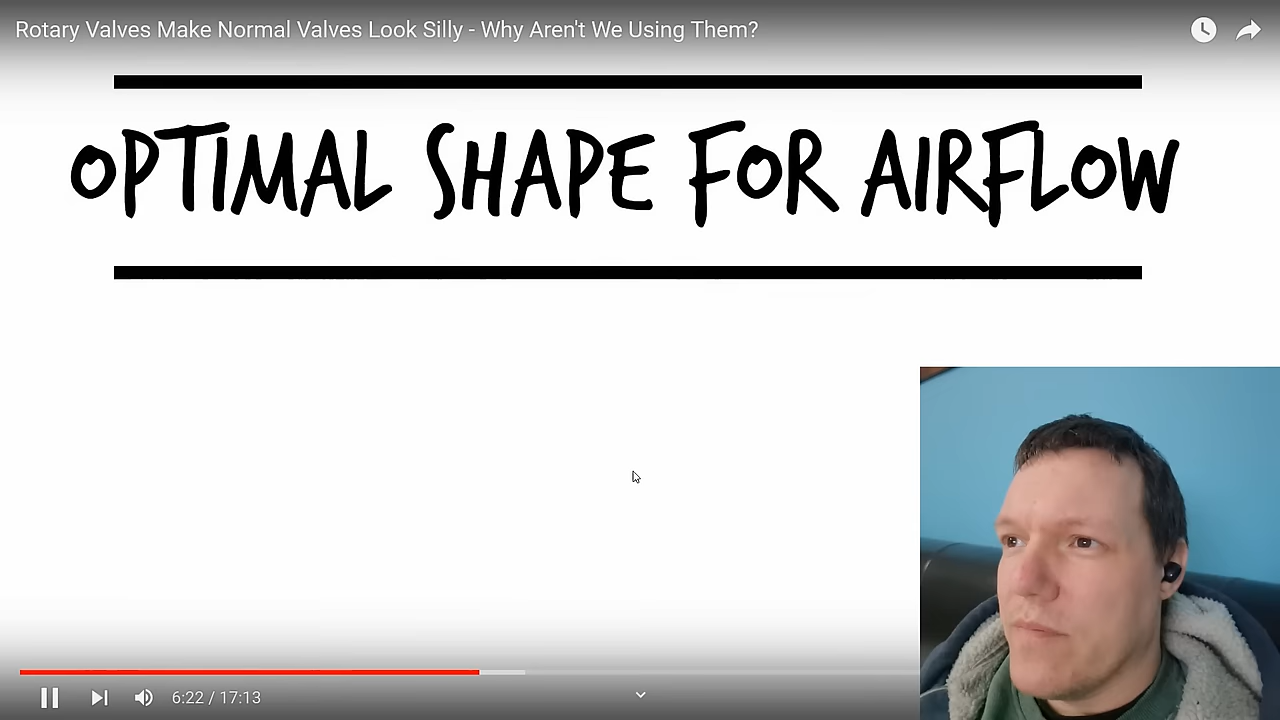 Rotary Valves Make Normal Valves Look Silly - Why Aren't We Using Them?
OPTIMAL SHAPE FOR AIRFLOW
6:22 / 17:13